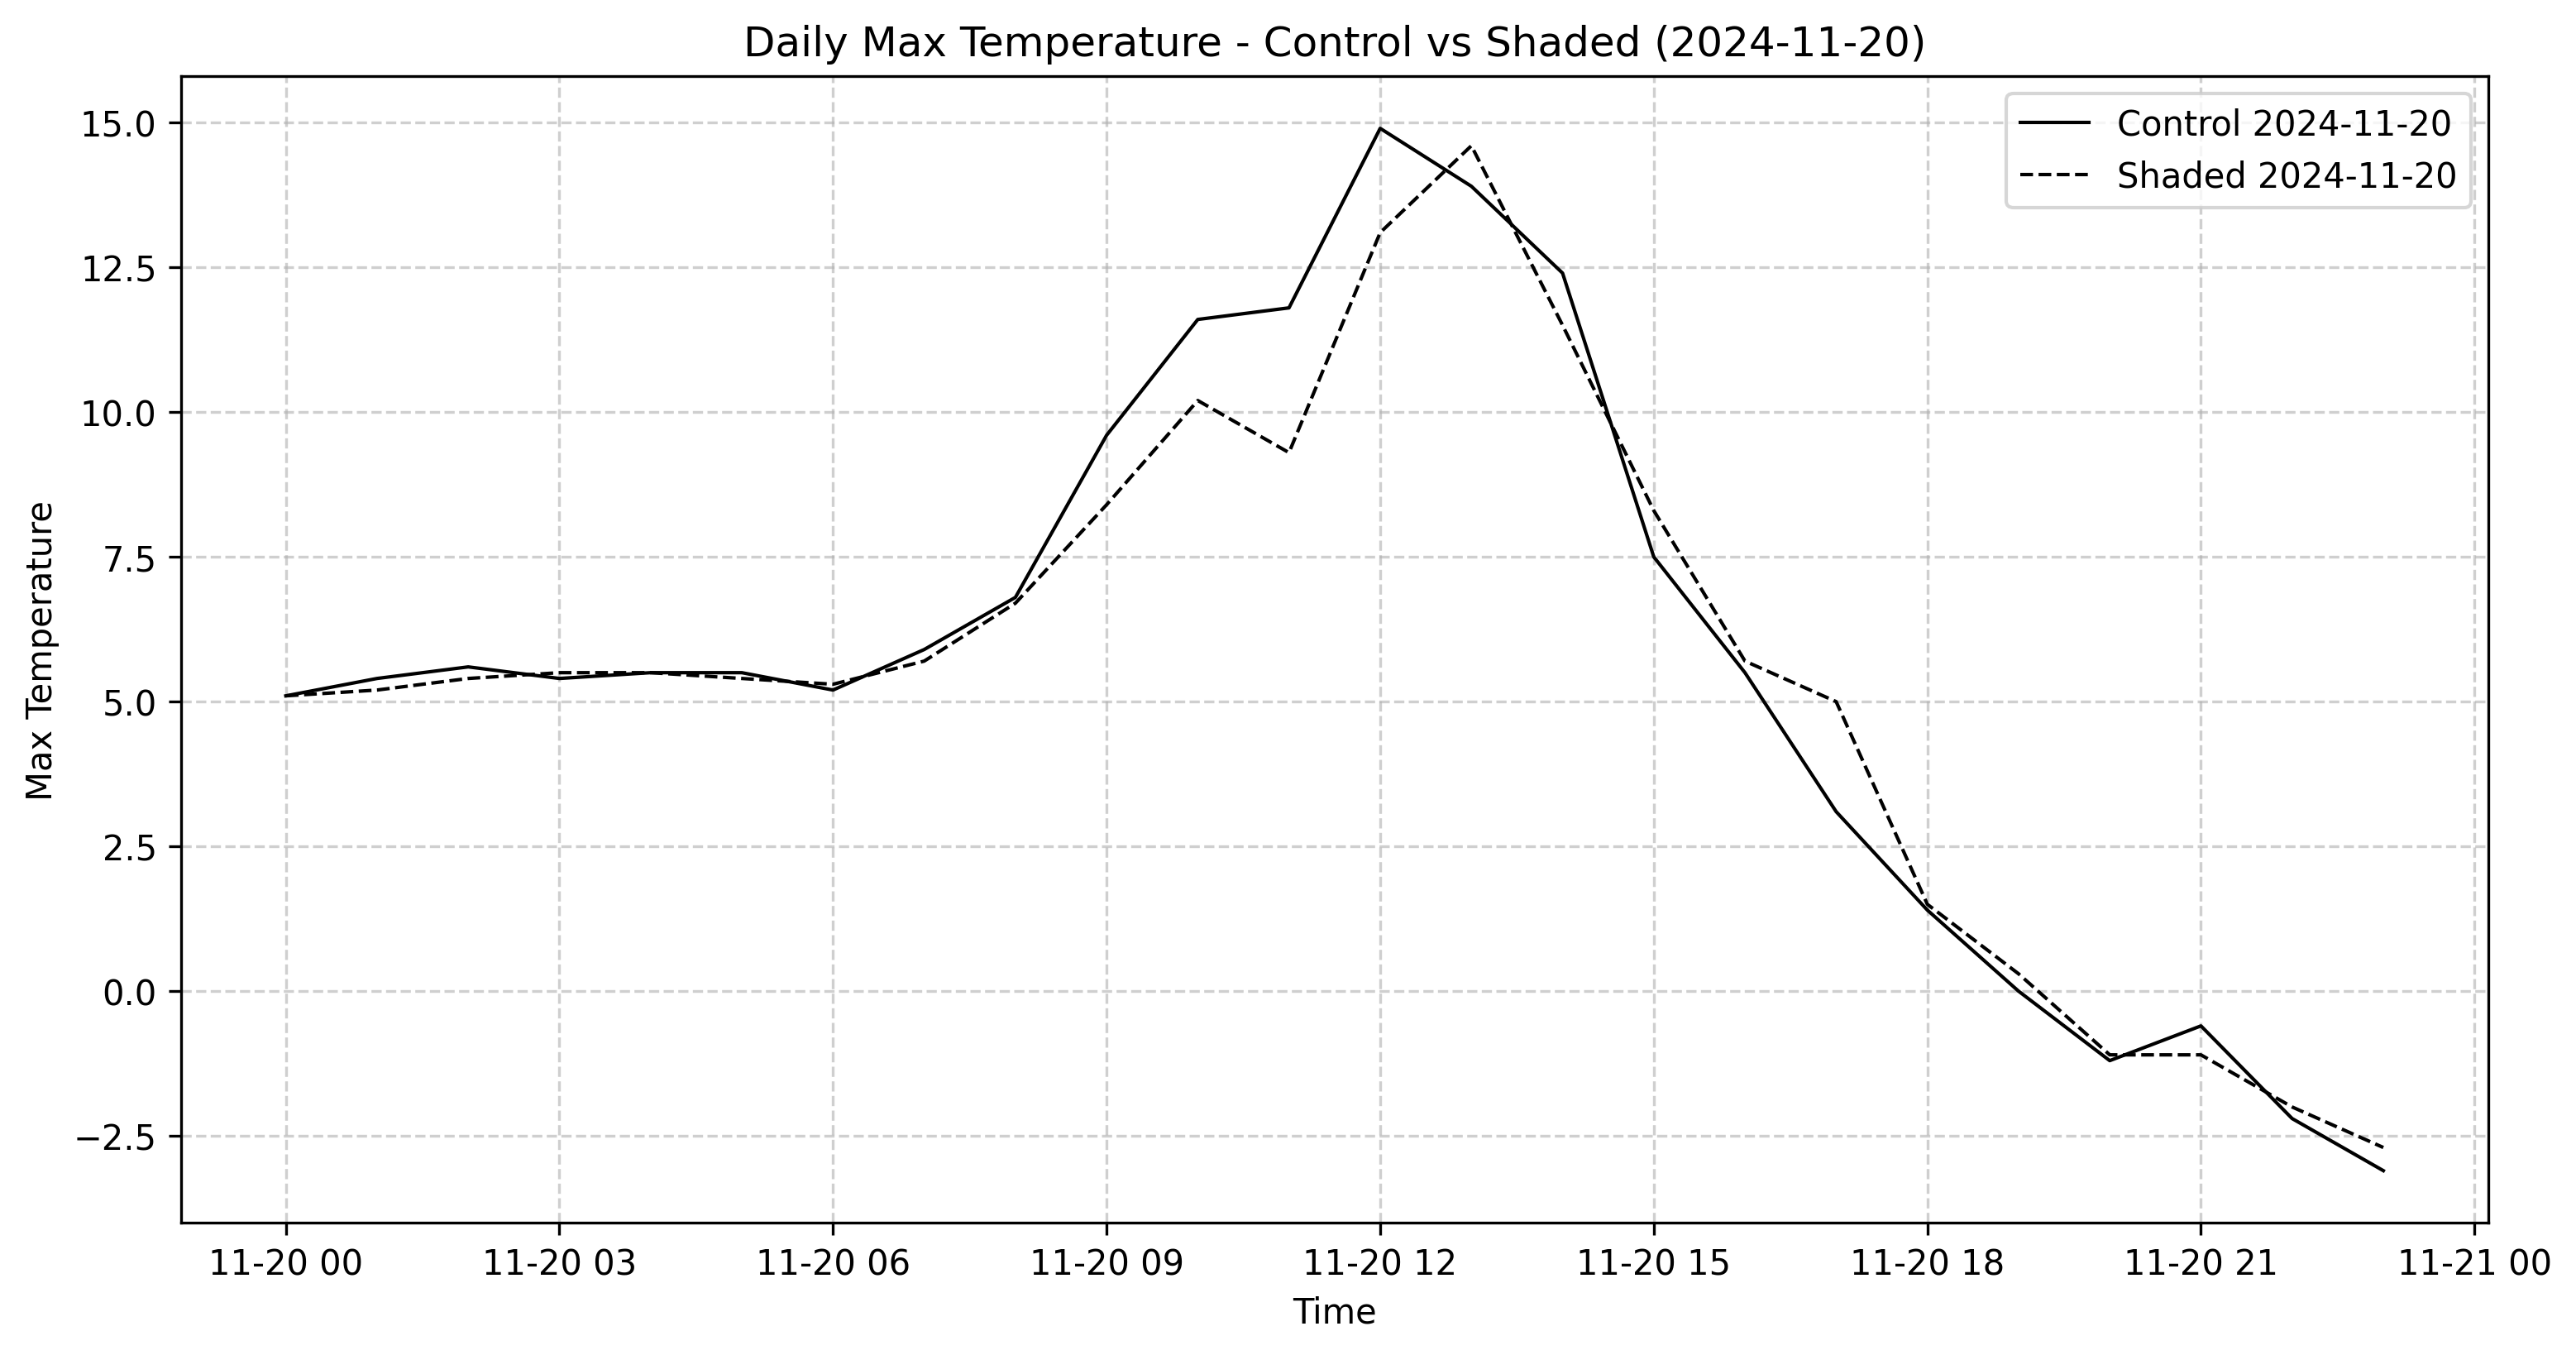 Daily Max Temperature - Control vs Shaded (2024-11-20)
Control 2024-11-20
Shaded 2024-11-20
15.0
12.5
10.0
7.5
5.0
2.5
0.0
−2.5
Max Temperature
11-20 00 11-20 03 11-20 06 11-20 09 11-20 12 11-20 15 11-20 18 11-20 21 11-21 00
Time